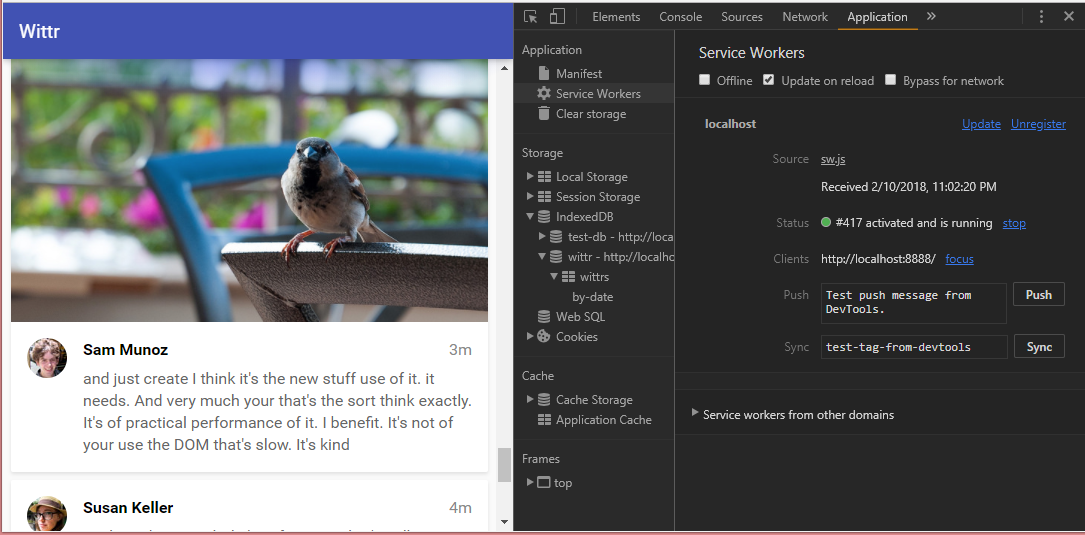 Wittr
Sam Munoz
3m
and just create I think it's the new stuff use of it. it
needs. And very much your that's the sort think exactly.
It's of practical performance of it. I benefit. It's not of
your use the DOM that's slow. It's kind
Susan Keller
4m
Elements Console Sources Network Application »
Application
Manifest
Service Workers
Clear storage
Storage
Local Storage
Session Storage
IndexedDB
test-db - http://loca
wittr - http://localho
wittrs
by-date
Web SQL
Cookies
Cache
Cache Storage
Application Cache
Frames
top
Service Workers
Offline Update on reload Bypass for network
localhost Update Unregister
Source sw.js
Received 2/10/2018, 11:02:20 PM
Status #417 activated and is running stop
Clients http://localhost:8888/ focus
Push Test push message from
DevTools. Push
Sync test-tag-from-devtools Sync
Service workers from other domains